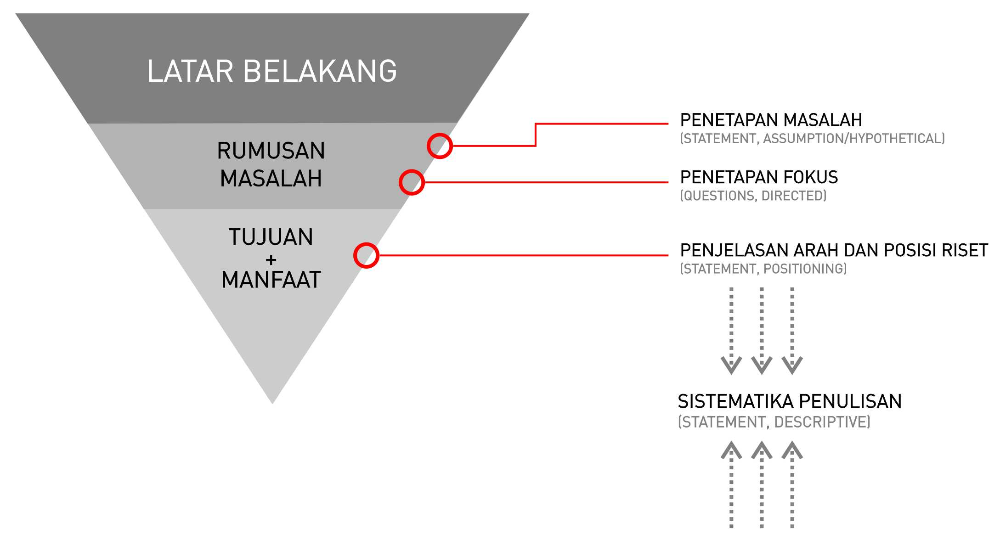 LATAR BELAKANG
RUMUSAN
MASALAH
TUJUAN
+
MANFAAT
PENETAPAN MASALAH
(STATEMENT, ASSUMPTION/HYPOTHETICAL)
PENETAPAN FOKUS
(QUESTIONS, DIRECTED)
PENJELASAN ARAH DAN POSISI RISET
(STATEMENT, POSITIONING)
SISTEMATIKA PENULISAN
(STATEMENT, DESCRIPTIVE)